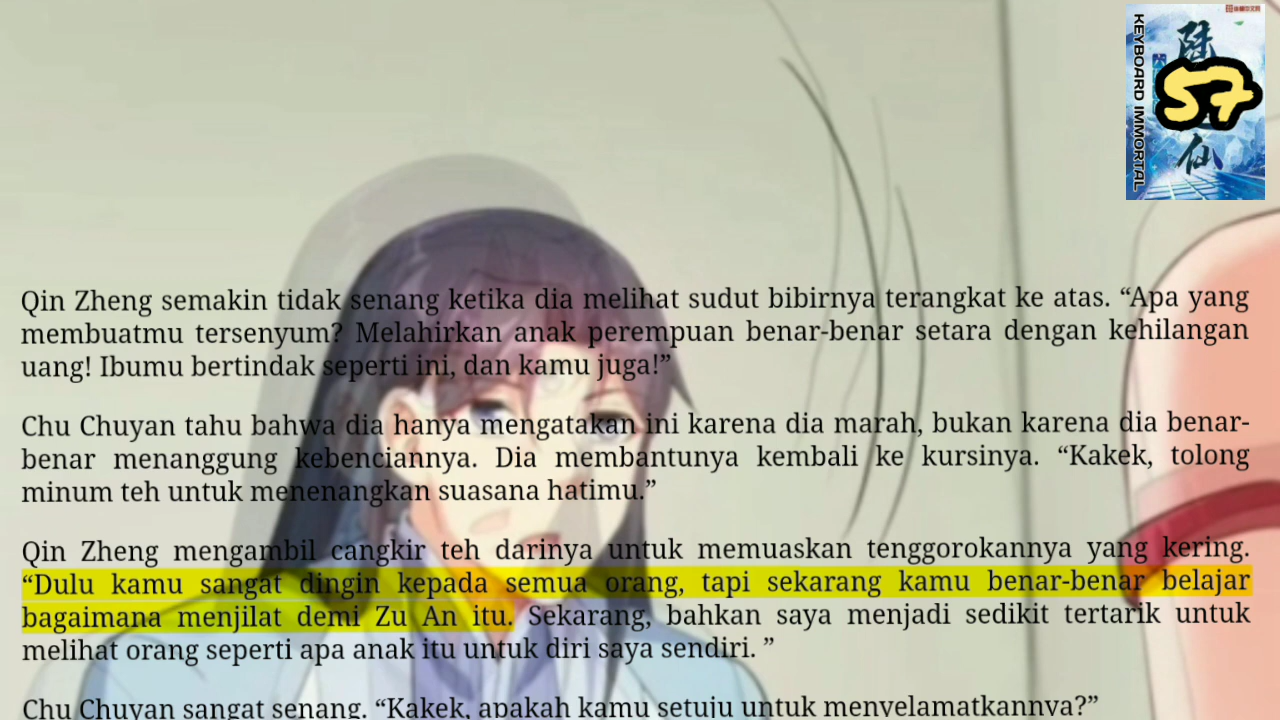 KEYBOARD IMMORTAL
57
仙
Qin Zheng semakin tidak senang ketika dia melihat sudut bibirnya terangkat ke atas. “Apa yang
membuatmu tersenyum? Melahirkan anak perempuan benar-benar setara dengan kehilangan
uang! Ibumu bertindak seperti ini, dan kamu juga!”
Chu Chuyan tahu bahwa dia hanya mengatakan ini karena dia marah, bukan karena dia benar-
benar menanggung kebenciannya. Dia membantunya kembali ke kursinya. “Kakek, tolong
minum teh untuk menenangkan suasana hatimu.”
Qin Zheng mengambil cangkir teh darinya untuk memuaskan tenggorokannya yang kering.
“Dulu kamu sangat dingin kepada semua orang, tapi sekarang kamu benar-benar belajar
bagaimana menjilat demi Zu An itu. Sekarang, bahkan saya menjadi sedikit tertarik untuk
melihat orang seperti apa anak itu untuk diri saya sendiri. ”
Chu Chuyan sangat senang. “Kakek, apakah kamu setuju untuk menyelamatkannya?”